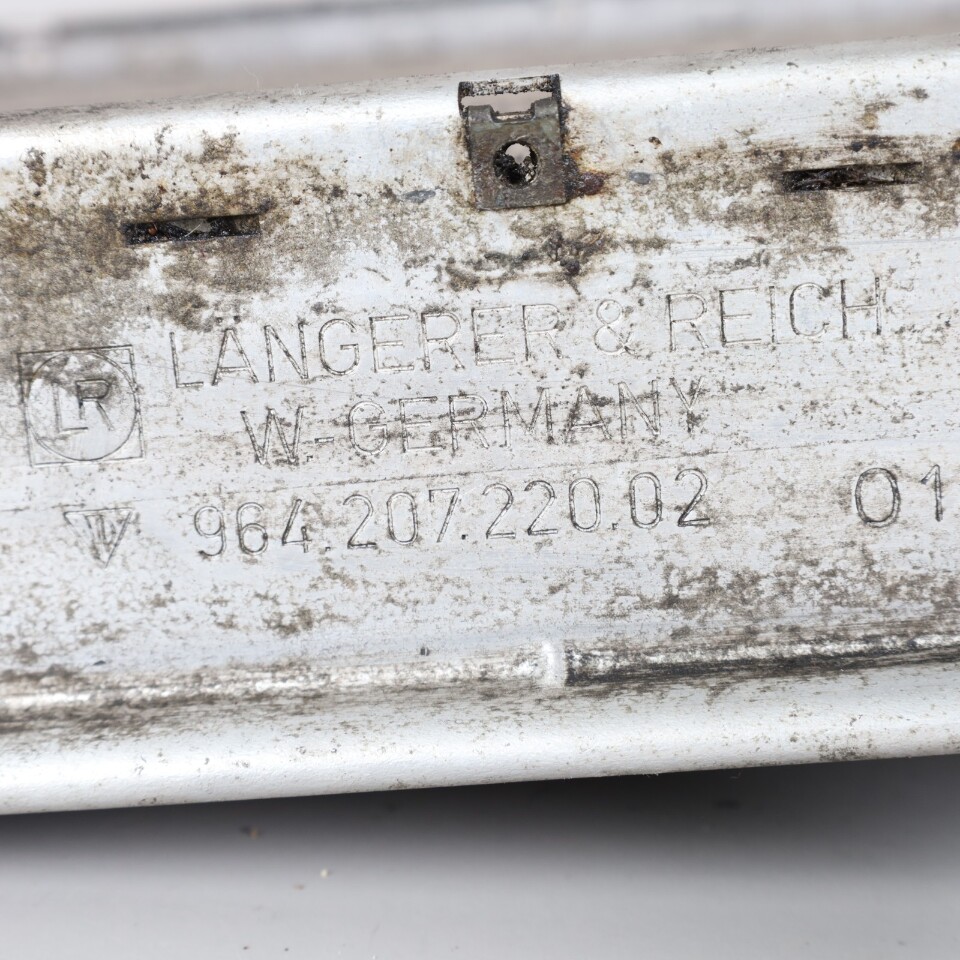 LÄNGERER & REICH
LR
W-GERMANY
964.207.220.02 01